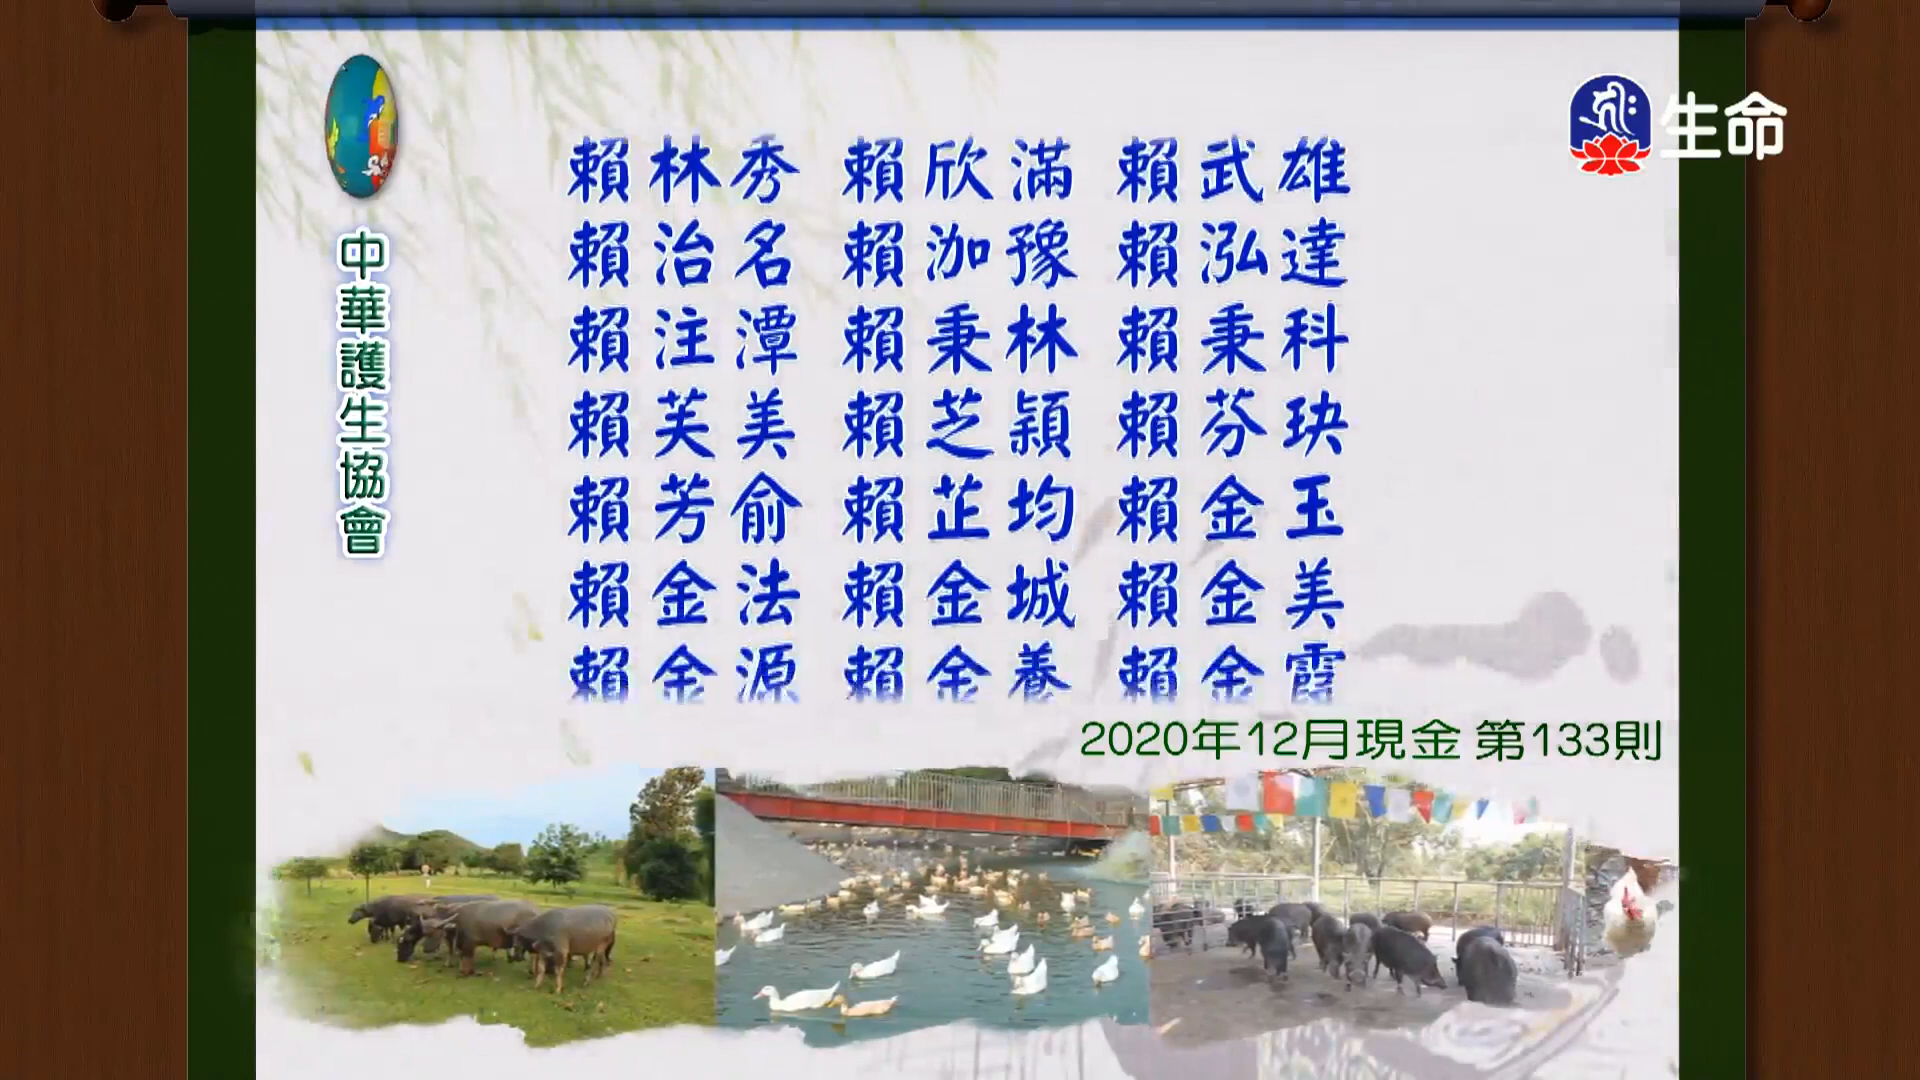 生命
中華護生協會
賴林秀 賴欣滿 賴武雄
賴治名 賴泇豫 賴泓達
賴注潭 賴秉林 賴秉科
賴芙美 賴芝穎 賴芬玦
賴芳俞 賴芷均 賴金玉
賴金法 賴金城 賴金美
賴金源 賴金養 賴金霞
2020年12月現金 第133則